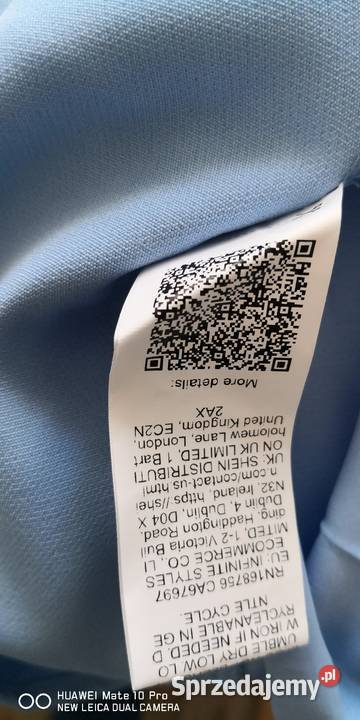 UMBLE DRY LOW LO
W IRON IF NEEDED, D
RYCLEANABLE IN GE
NTLE CYCLE.
RN168756 CA67697
EU: INFINITE STYLES
ECOMMERCE CO., LI
MITED, 1-2 Victoria Buil
ding, Haddington Road,
Dublin 4, Dublin, D04 X
N32, Ireland, https://shei
n.com/contact-us.html
UK: SHEIN DISTRIBUTI
ON UK LIMITED, 1 Bart
holomew Lane, London,
United Kingdom, EC2N
2AX
More details:
HUAWEI Mate 10 Pro
NEW LEICA DUAL CAMERA
Sprzedajemy.pl